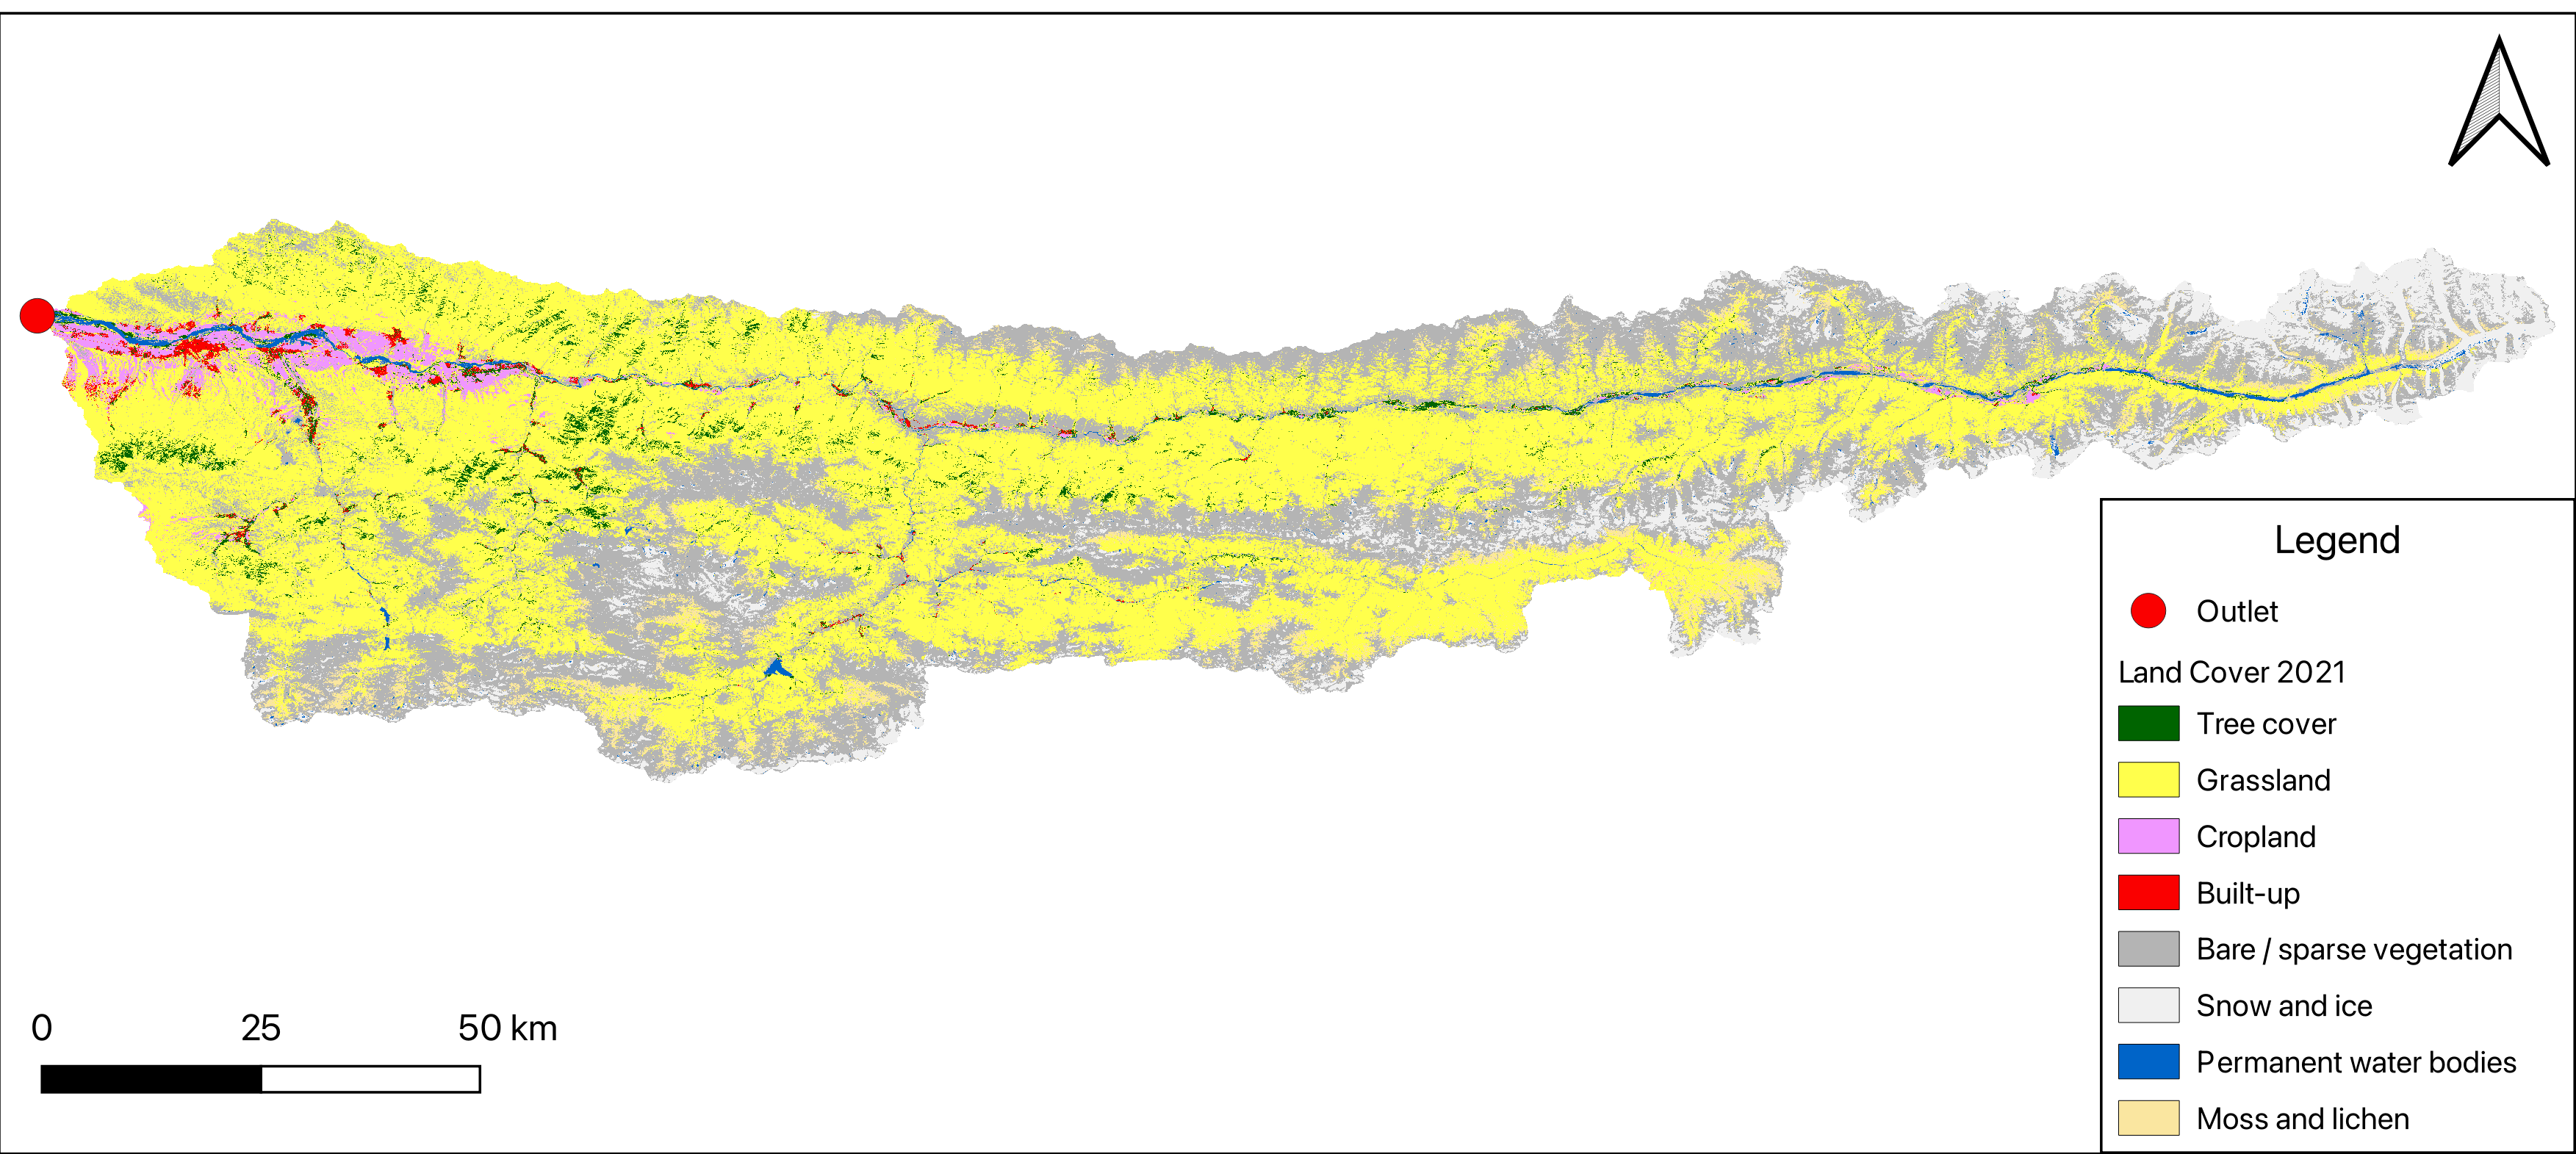 Legend
Outlet
Land Cover 2021
Tree cover
Grassland
Cropland
Built-up
Bare / sparse vegetation
Snow and ice
Permanent water bodies
Moss and lichen
0 25 50 km